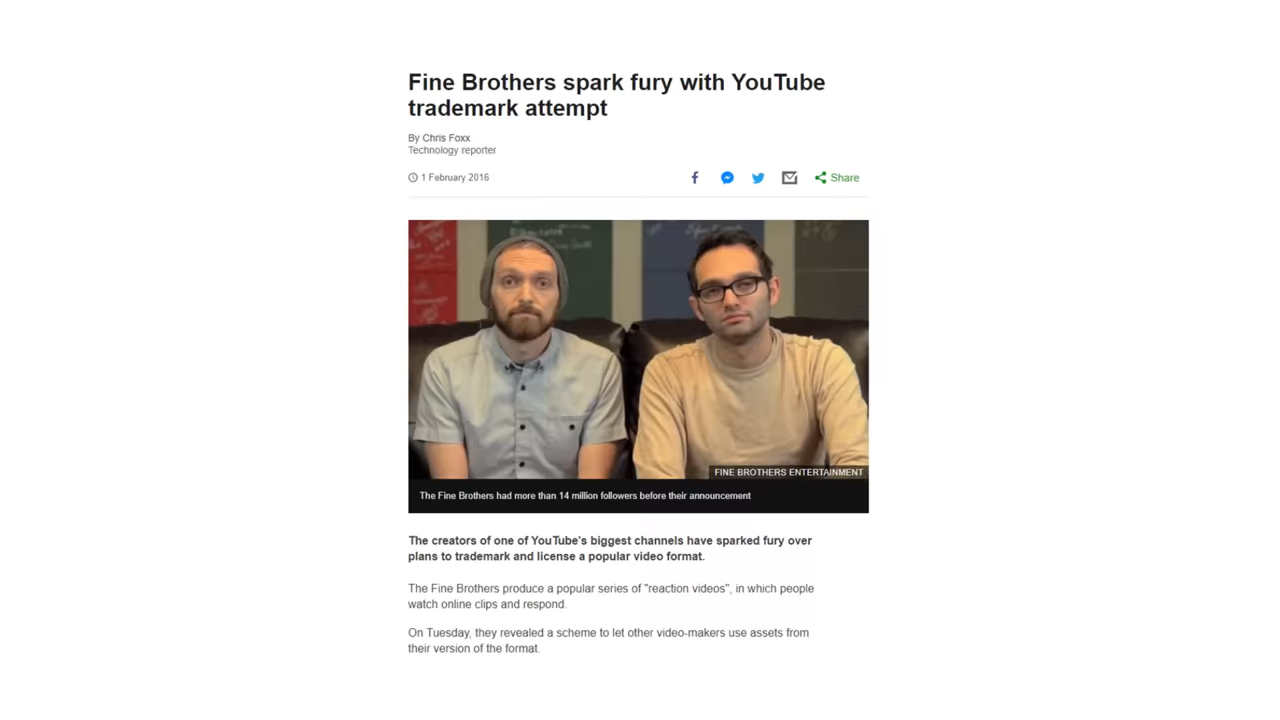 Fine Brothers spark fury with YouTube
trademark attempt
By Chris Foxx
Technology reporter
1 February 2016
Share
FINE BROTHERS ENTERTAINMENT
The Fine Brothers had more than 14 million followers before their announcement
The creators of one of YouTube's biggest channels have sparked fury over
plans to trademark and license a popular video format.
The Fine Brothers produce a popular series of "reaction videos", in which people
watch online clips and respond.
On Tuesday, they revealed a scheme to let other video-makers use assets from
their version of the format.